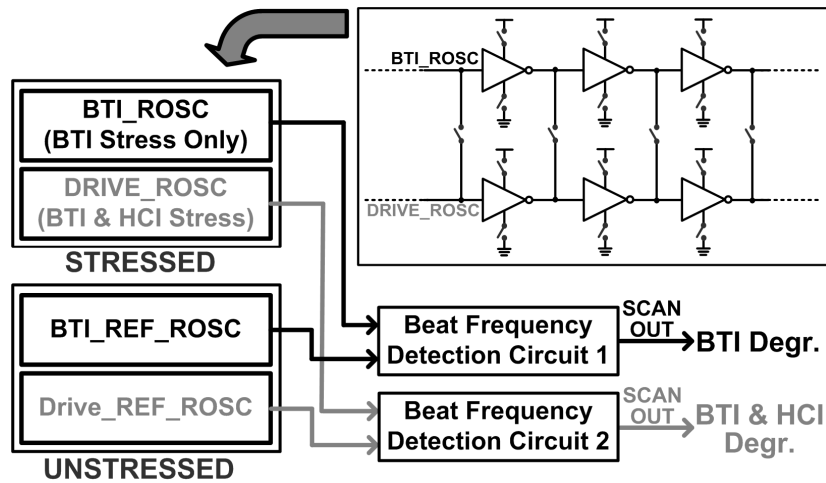 BTI_ROSC
(BTI Stress Only)
DRIVE_ROSC
(BTI & HCI Stress)
STRESSED
BTI_ROSC
DRIVE_ROSC
BTI_REF_ROSC
Drive_REF_ROSC
UNSTRESSED
Beat Frequency
Detection Circuit 1
SCAN
OUT
BTI Degr.
Beat Frequency
Detection Circuit 2
SCAN
OUT
BTI & HCI
Degr.